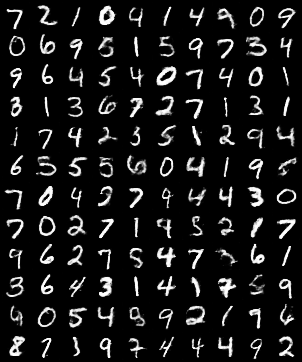 7 2 1 0 4 1 4 9 0 9
0 6 9 5 1 5 9 7 3 4
9 6 4 5 4 0 7 4 0 1
3 1 3 6 7 2 7 1 3 1
1 7 4 2 3 5 1 2 9 4
6 3 5 5 6 0 4 1 9 5
7 0 4 9 7 4 4 4 3 0
7 0 2 7 1 9 5 2 1 7
9 6 2 7 5 4 7 6 1
3 6 4 3 1 4 1 7 5 9
9 0 5 4 9 9 2 1 9 6
8 7 3 9 7 4 4 4 9 2